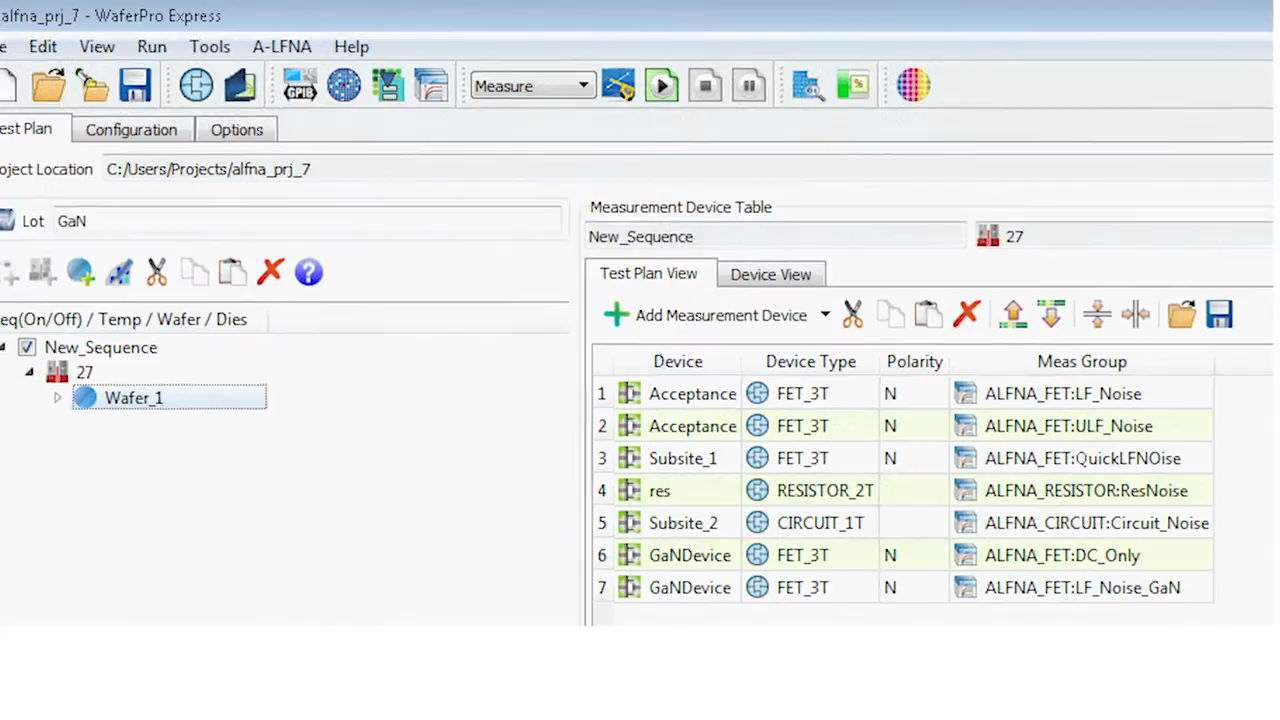 alfna_prj_7 - WaferPro Express
e Edit View Run Tools A-LFNA Help
GPIB Measure %
est Plan Configuration Options
oject Location C:/Users/Projects/alfna_prj_7
Lot GaN
eq(On/Off) / Temp / Wafer / Dies
New_Sequence
27
Wafer_1
Measurement Device Table
New_Sequence 27
Test Plan View Device View
Add Measurement Device
Device Device Type Polarity Meas Group
1 Acceptance FET_3T N ALFNA_FET:LF_Noise
2 Acceptance FET_3T N ALFNA_FET:ULF_Noise
3 Subsite_1 FET_3T N ALFNA_FET:QuickLFNOise
4 res RESISTOR_2T ALFNA_RESISTOR:ResNoise
5 Subsite_2 CIRCUIT_1T ALFNA_CIRCUIT:Circuit_Noise
6 GaNDevice FET_3T N ALFNA_FET:DC_Only
7 GaNDevice FET_3T N ALFNA_FET:LF_Noise_GaN